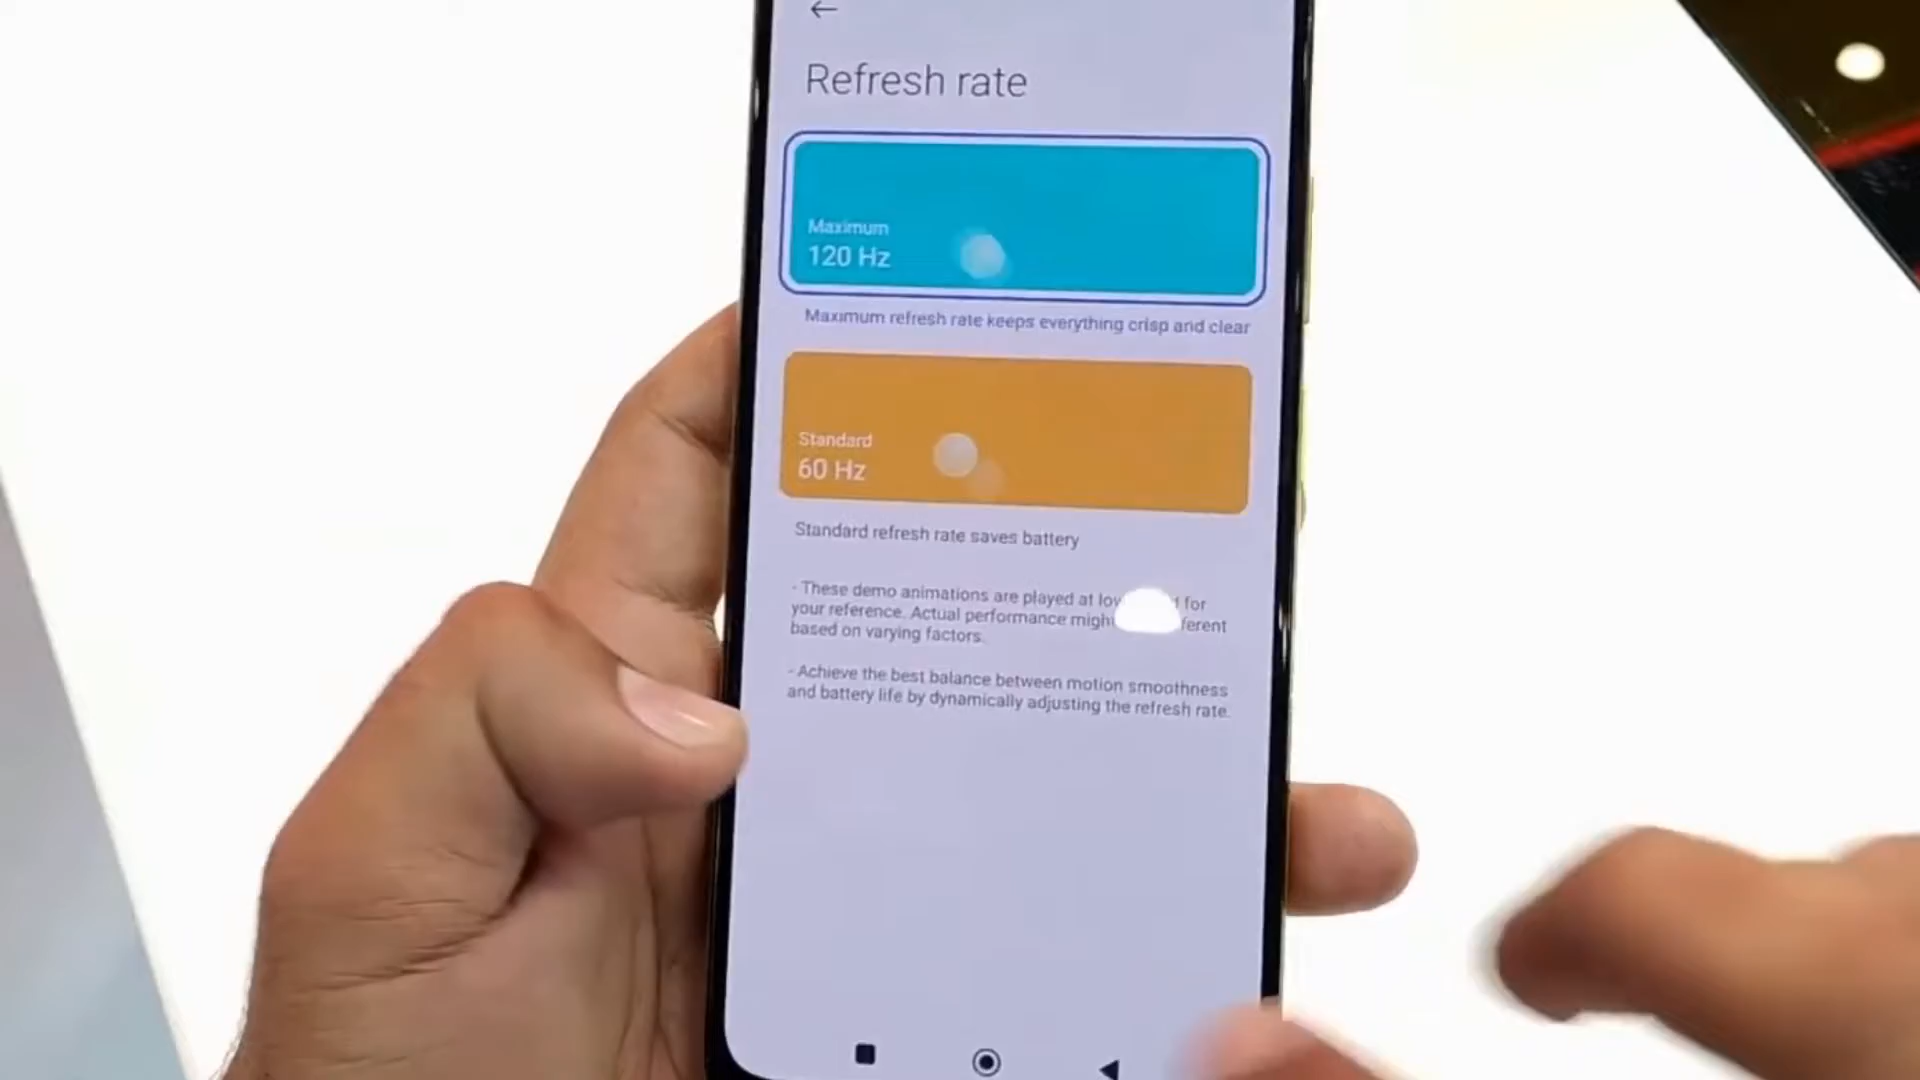 Refresh rate
Maximum
120 Hz
Maximum refresh rate keeps everything crisp and clear
Standard
60 Hz
Standard refresh rate saves battery
- These demo animations are played at for
your reference. Actual performance
based on varying factors.
- Achieve the best balance between motion smoothness
and battery life by dynamically adjusting the refresh rate.